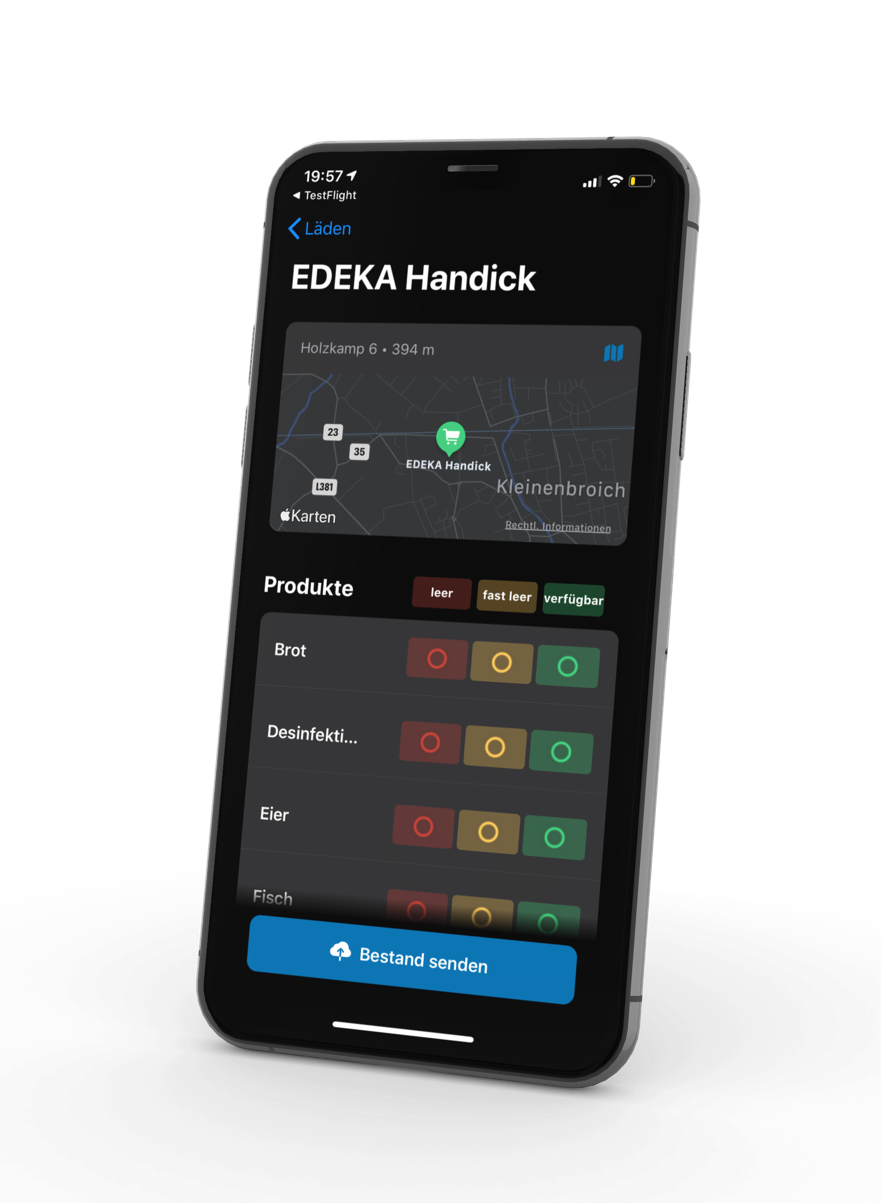 19:57
TestFlight
Läden
EDEKA Handick
Holzkamp 6 • 394 m
23
35
EDEKA Handick
L381
Kleinenbroich
Karten
Rechtl. Informationen
Produkte
leer
fast leer
verfügbar
Brot
Desinfekti...
Eier
Fisch
Bestand senden